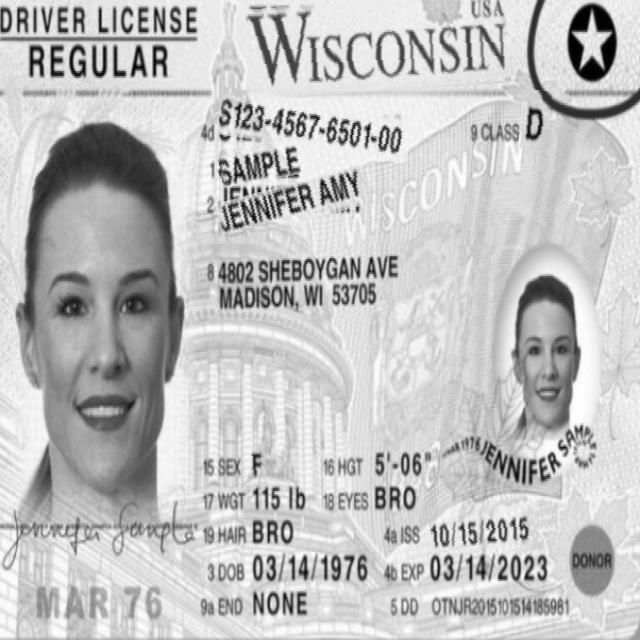 DRIVER LICENSE
REGULAR
WISCONSIN USA
4d S123-4567-6501-00
9 CLASS D
1 SAMPLE
2 JENNIFER AMY
WISCONSIN
8 4802 SHEBOYGAN AVE
MADISON, WI 53705
JENNIFER SAMPLE
15 SEX F 16 HGT 5'-06"
17 WGT 115 lb 18 EYES BRO
19 HAIR BRO 4a ISS 10/15/2015
3 DOB 03/14/1976 4b EXP 03/14/2023
9a END NONE 5 DD OTNJR2015101514185981
DONOR
Jennifer Sample
MAR 76